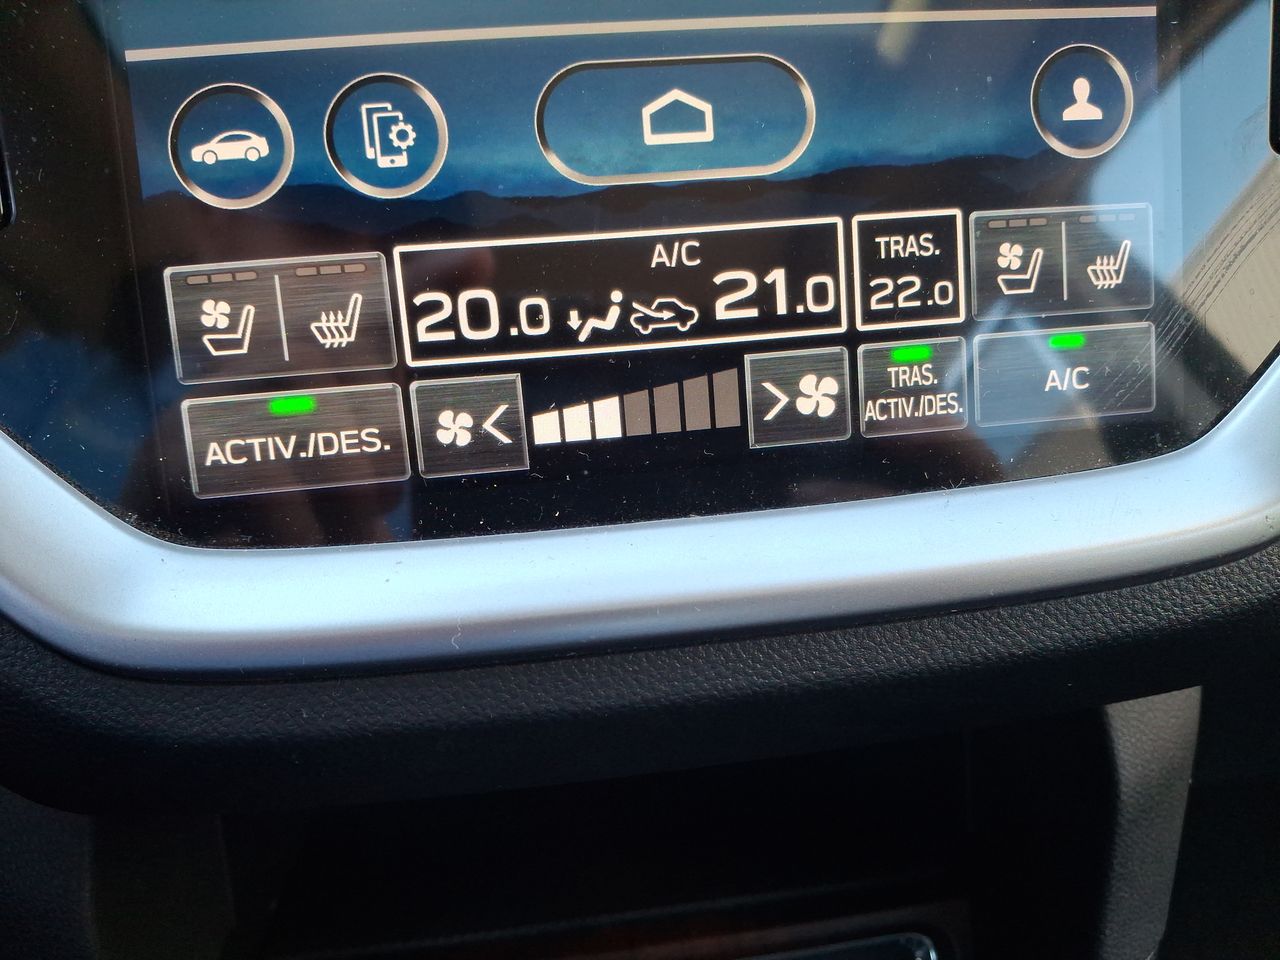 A/C
20.0
21.0
TRAS.
22.0
ACTIV./DES.
TRAS.
ACTIV./DES.
A/C